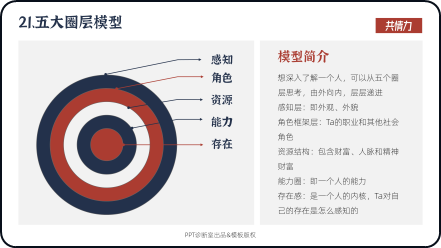 21.五大圈层模型
共情力
感知
角色
资源
能力
存在
模型简介
想深入了解一个人，可以从五个圈
层思考，由外向内，层层递进
感知层：即外观、外貌
角色框架层：Ta的职业和其他社会
角色
资源结构：包含财富、人脉和精神
财富
能力圈：即一个人的能力
存在感：是一个人的内核，Ta对自
己的存在是怎么感知的
PPT诊断室出品&模板版权